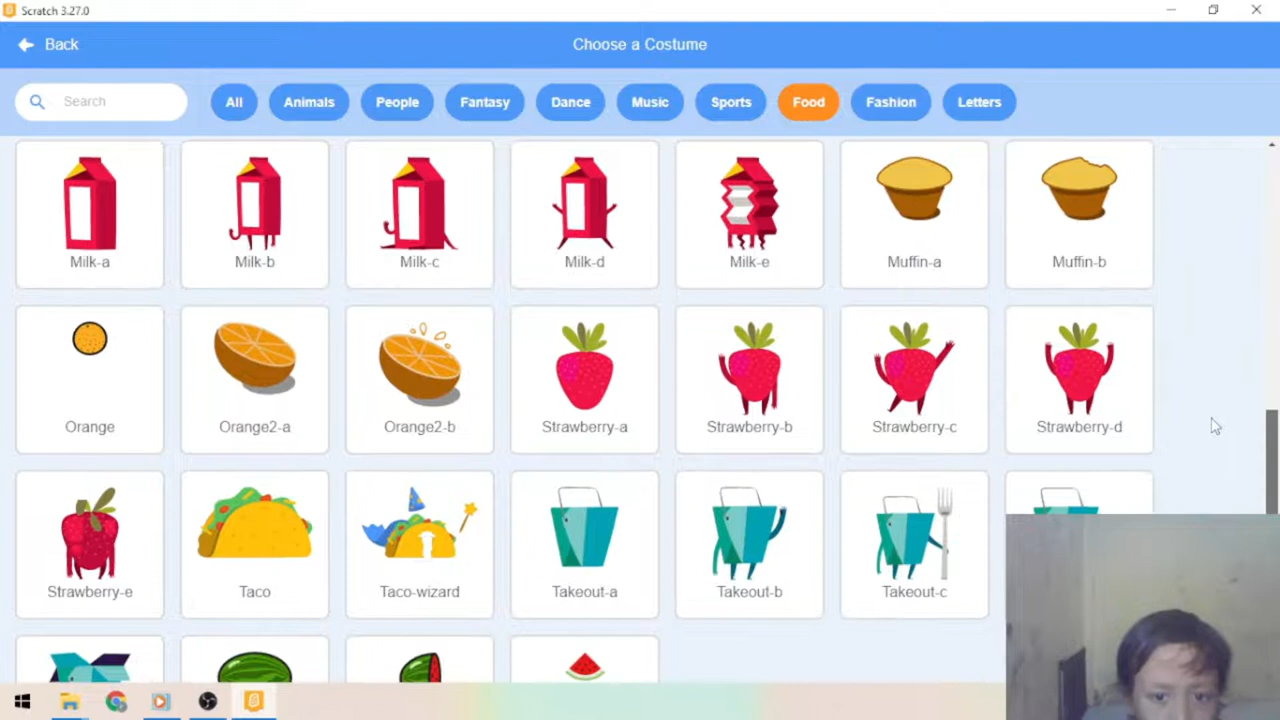 Scratch 3.27.0
Back
Choose a Costume
Search
All
Animals
People
Fantasy
Dance
Music
Sports
Food
Fashion
Letters
Milk-a
Milk-b
Milk-c
Milk-d
Milk-e
Muffin-a
Muffin-b
Orange
Orange2-a
Orange2-b
Strawberry-a
Strawberry-b
Strawberry-c
Strawberry-d
Strawberry-e
Taco
Taco-wizard
Takeout-a
Takeout-b
Takeout-c